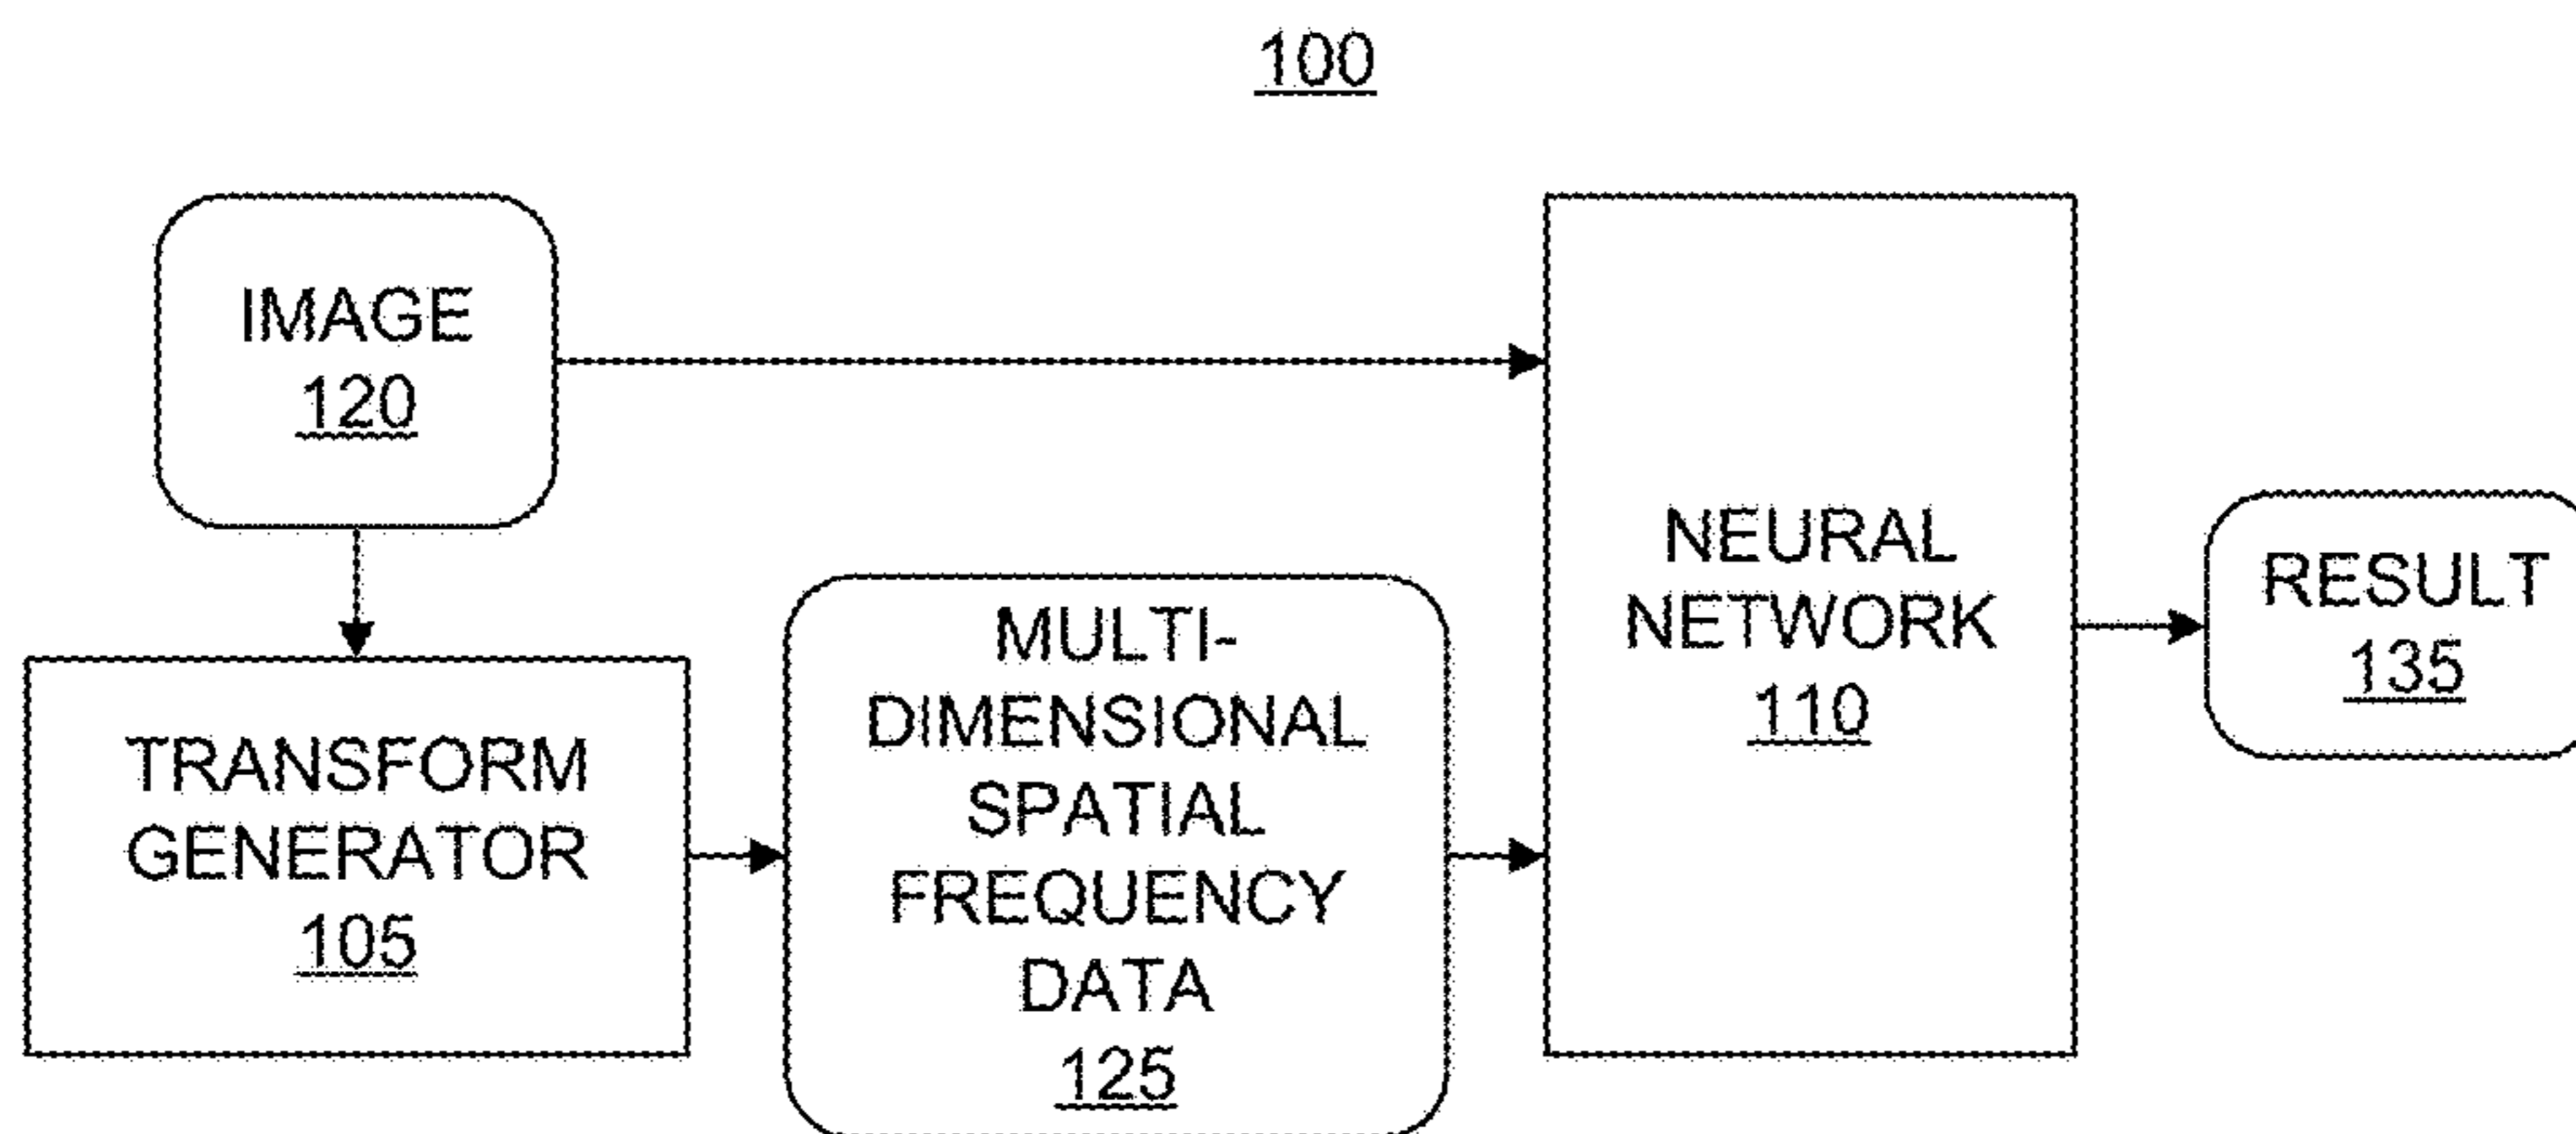 100
IMAGE
120
TRANSFORM
GENERATOR
105
MULTI-
DIMENSIONAL
SPATIAL
FREQUENCY
DATA
125
NEURAL
NETWORK
110
RESULT
135